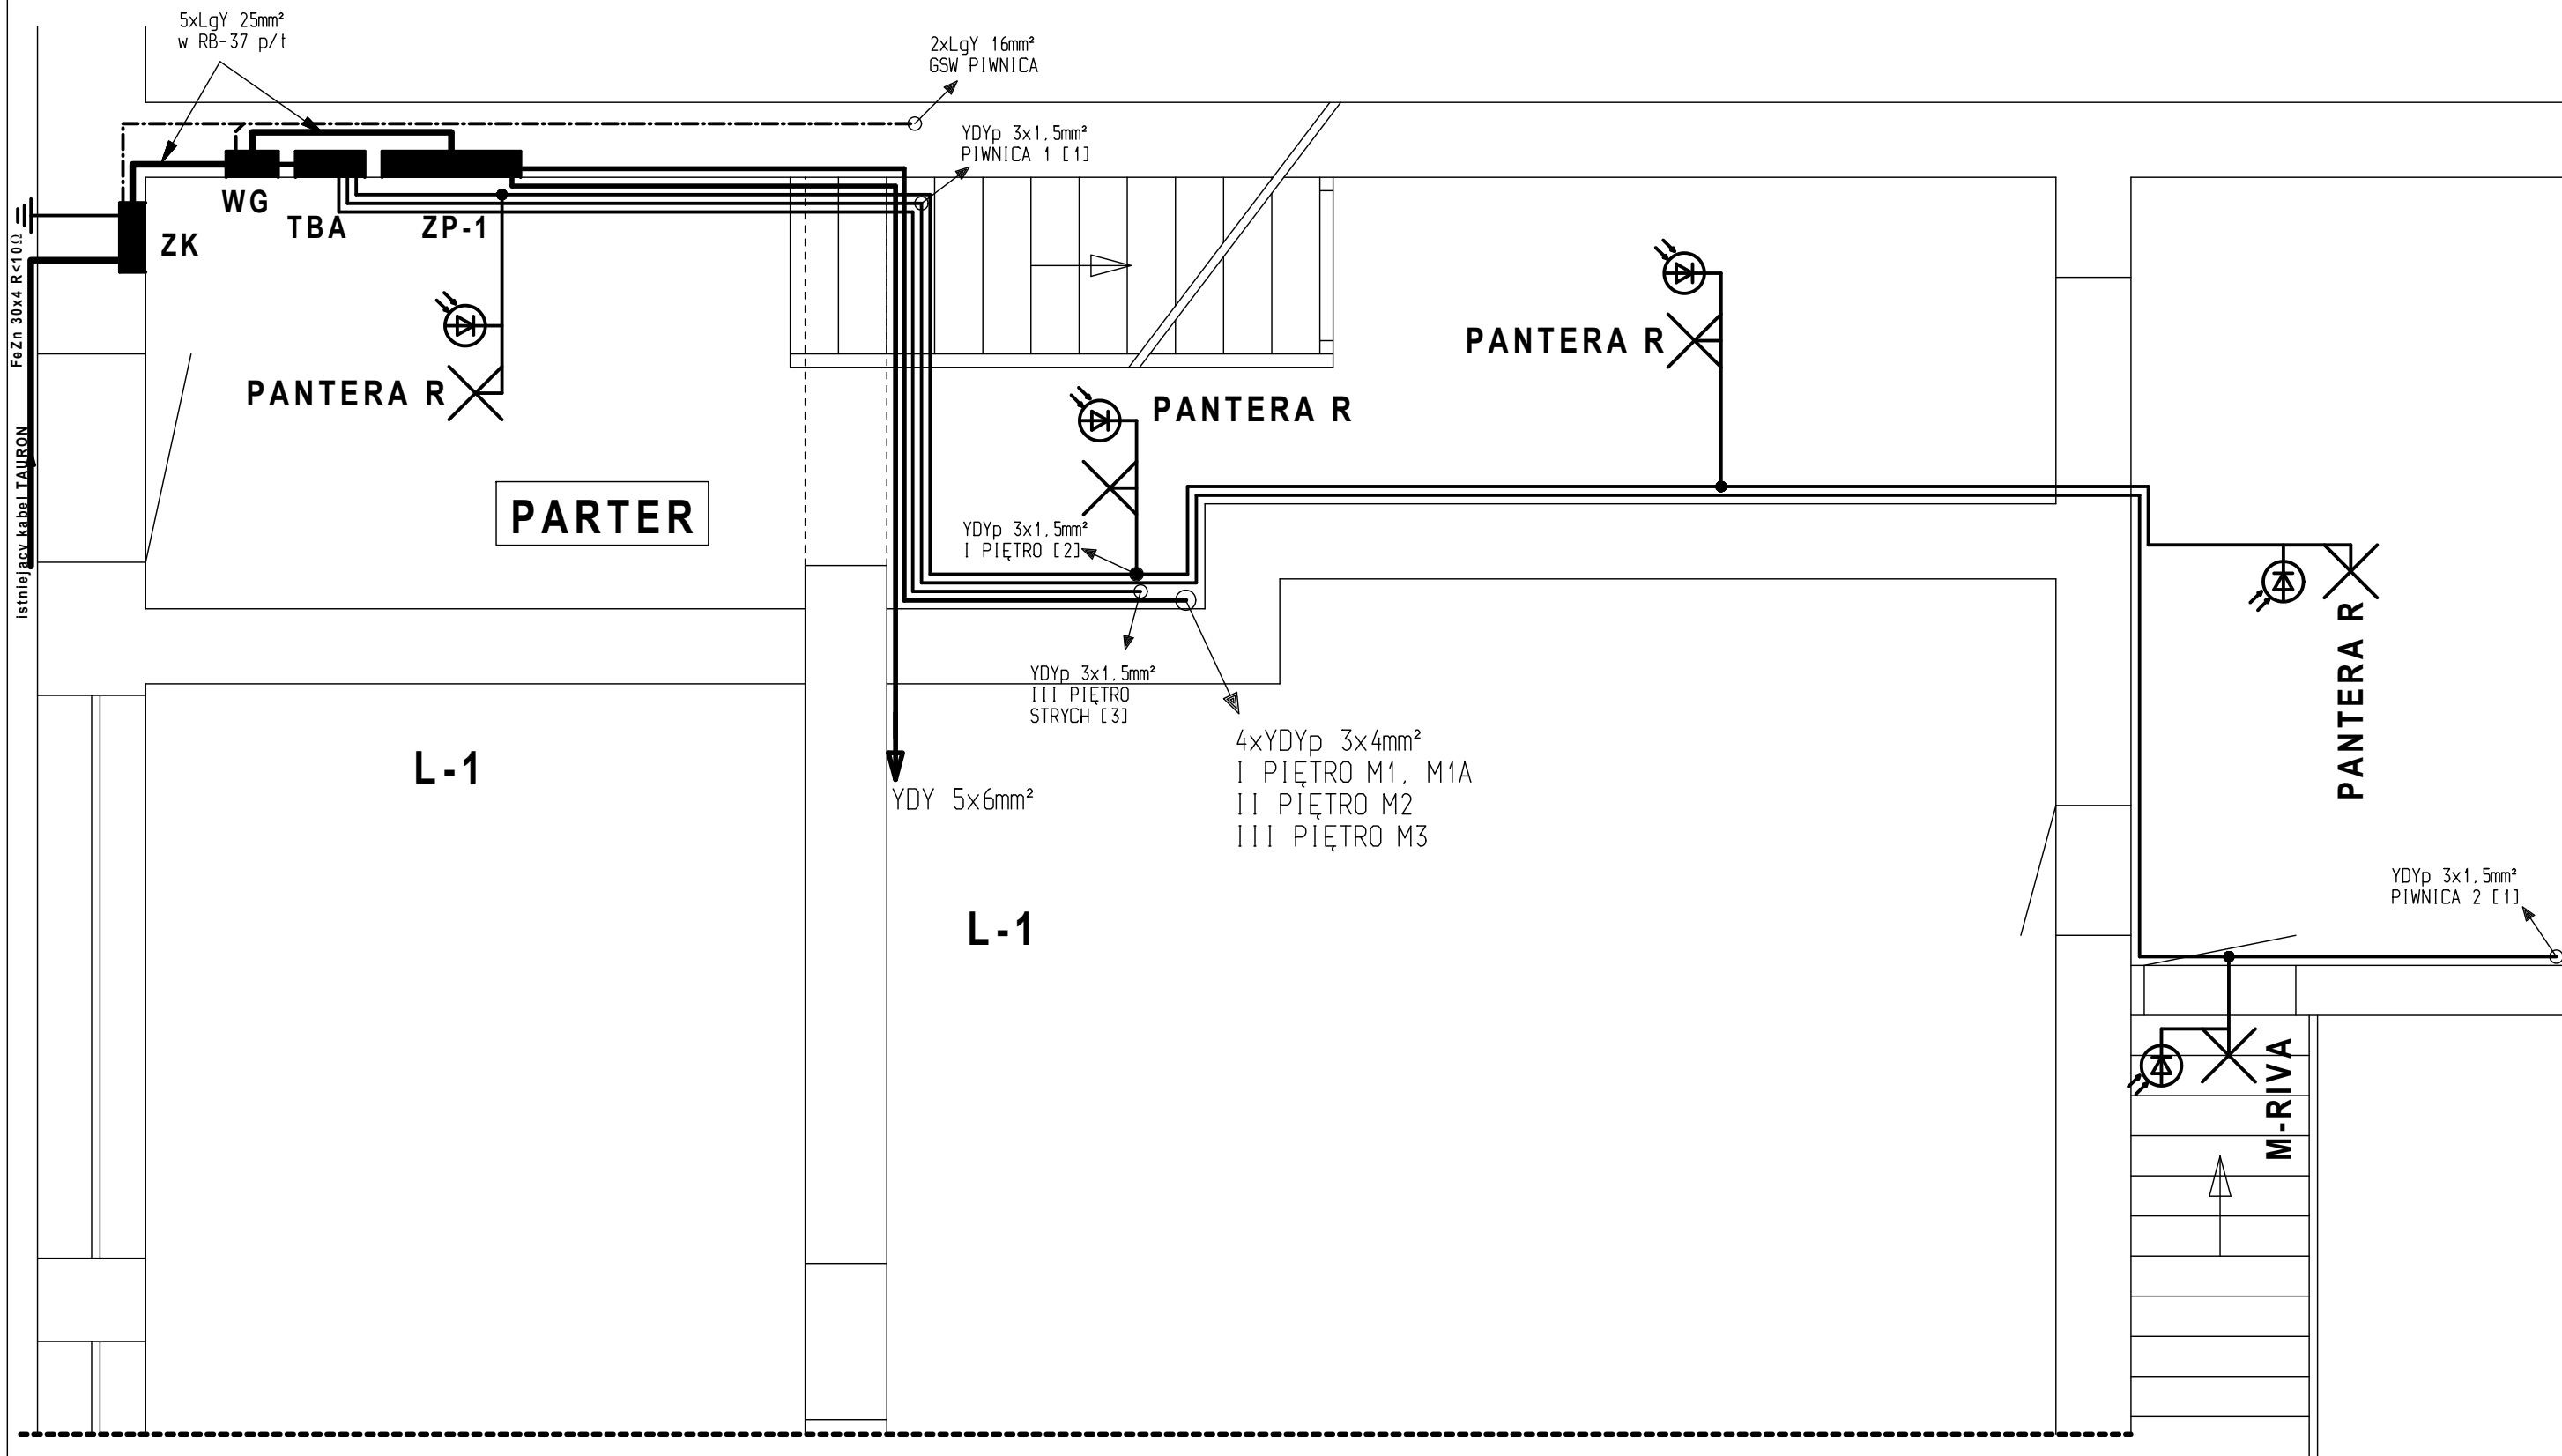 5xLgY 25mm²
w RB-37 p/t
2xLgY 16mm²
GSW PIWNICA
YDYp 3x1,5mm²
PIWNICA 1 [1]
WG
TBA
ZP-1
ZK
FeZn 30x4 R<10Ω
istniejący kabel TAURON
PANTERA R
PANTERA R
PANTERA R
PARTER
YDYp 3x1,5mm²
I PIĘTRO [2]
YDYp 3x1,5mm²
III PIĘTRO
STRYCH [3]
4xYDYp 3x4mm²
I PIĘTRO M1, M1A
II PIĘTRO M2
III PIĘTRO M3
PANTERA R
L-1
YDY 5x6mm²
L-1
YDYp 3x1,5mm²
PIWNICA 2 [1]
M-RIVA